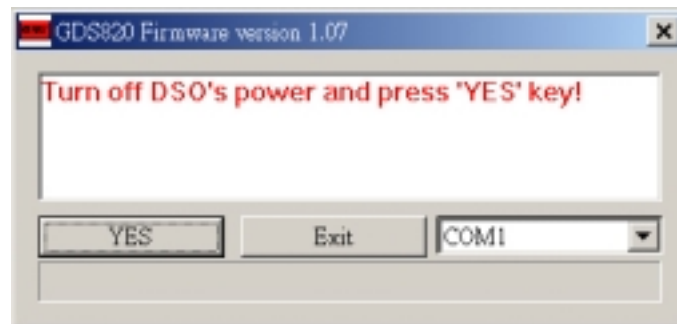 GDS820 Firmware version 1.07
Turn off DSO's power and press 'YES' key!
YES
Exit
COM1